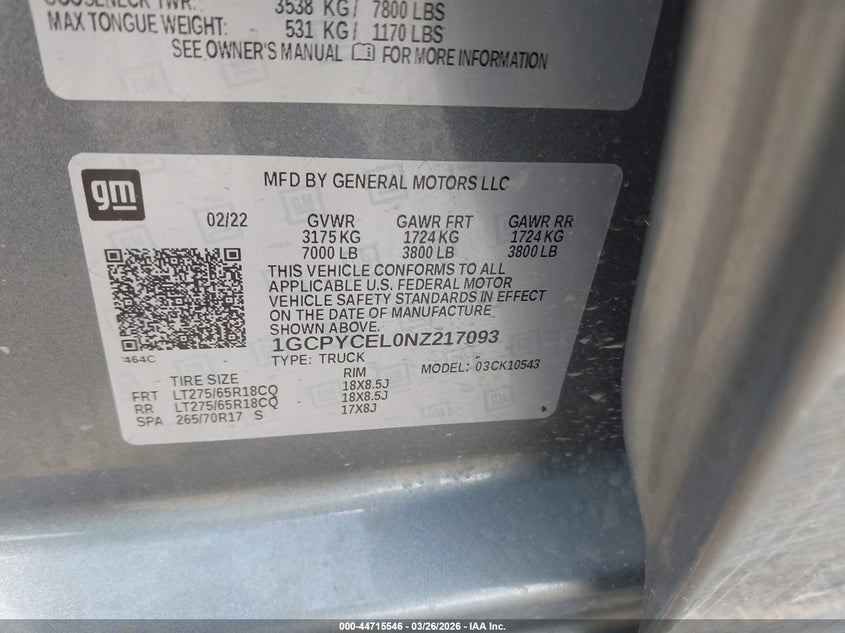 GOOSENECK TWR: 3538 KG/ 7800 LBS
MAX TONGUE WEIGHT: 531 KG/ 1170 LBS
SEE OWNER'S MANUAL FOR MORE INFORMATION
gm
MFD BY GENERAL MOTORS LLC
02/22 GVWR GAWR FRT GAWR RR
3175 KG 1724 KG 1724 KG
7000 LB 3800 LB 3800 LB
THIS VEHICLE CONFORMS TO ALL
APPLICABLE U.S. FEDERAL MOTOR
VEHICLE SAFETY STANDARDS IN EFFECT
ON THE DATE OF MANUFACTURE
SHOWN ABOVE.
1GCPYCEL0NZ217093
464C
TYPE: TRUCK MODEL: 03CK10543
TIRE SIZE RIM
FRT LT275/65R18CQ 18X8.5J
RR LT275/65R18CQ 18X8.5J
SPA 265/70R17 S 17X8J
000-44715546 - 03/26/2026 - IAA Inc.